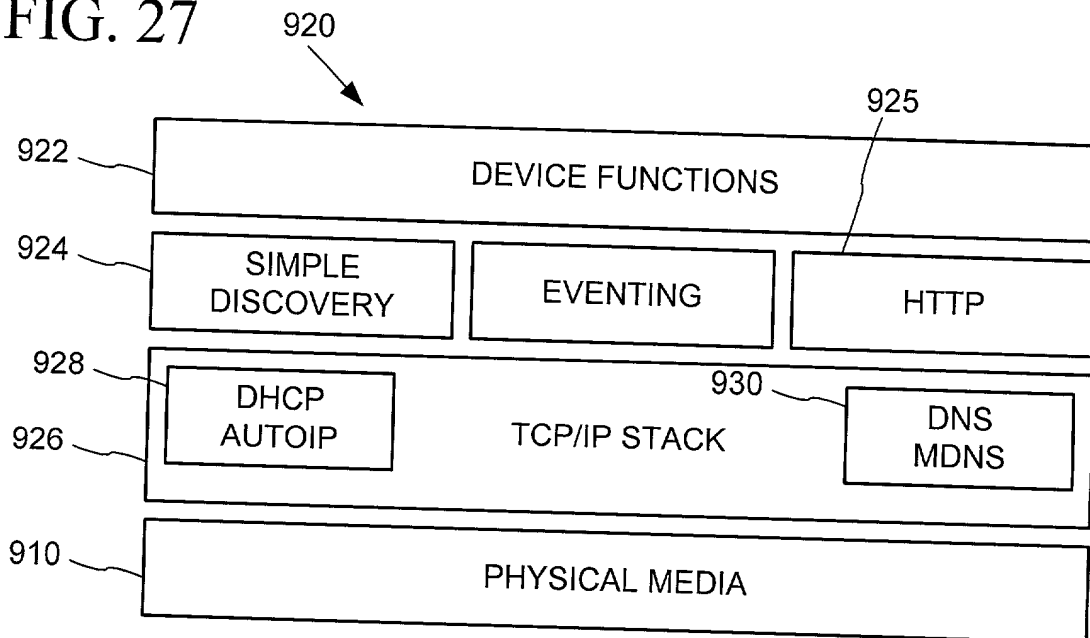 FIG. 27
920
925
922
DEVICE FUNCTIONS
924
SIMPLE
DISCOVERY
EVENTING
HTTP
928
DHCP
AUTOIP
926
TCP/IP STACK
930
DNS
MDNS
910
PHYSICAL MEDIA